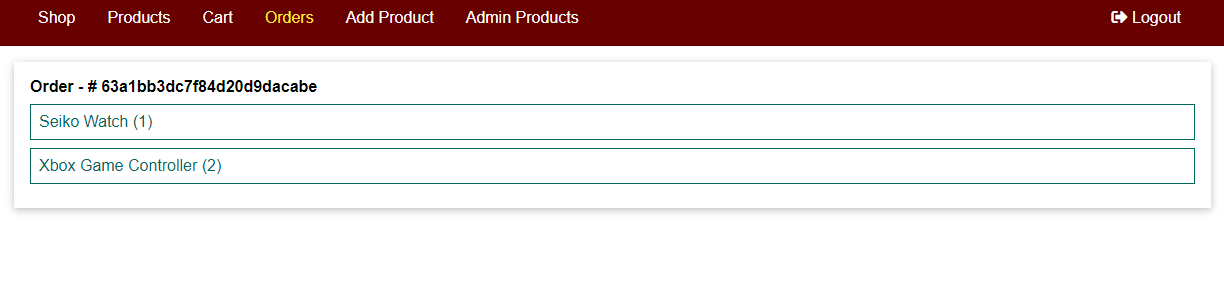 Shop Products Cart Orders Add Product Admin Products Logout
Order - # 63a1bb3dc7f84d20d9dacabe
Seiko Watch (1)
Xbox Game Controller (2)